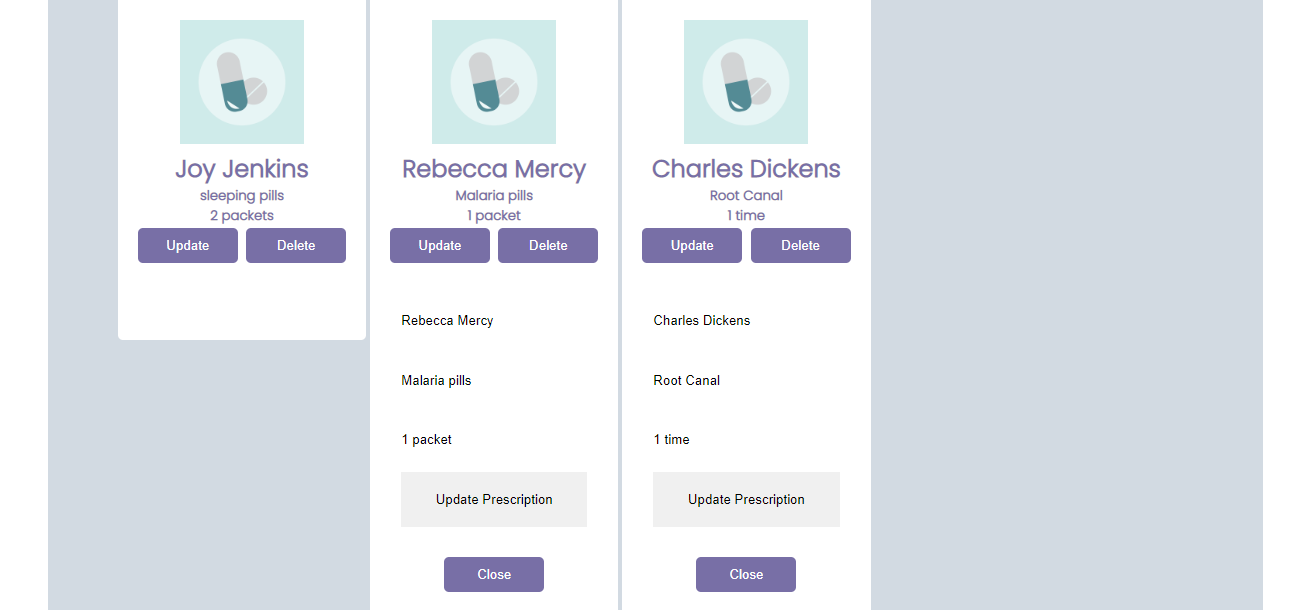 Joy Jenkins
sleeping pills
2 packets
Update Delete
Rebecca Mercy
Malaria pills
1 packet
Update Delete
Rebecca Mercy
Malaria pills
1 packet
Update Prescription
Close
Charles Dickens
Root Canal
1 time
Update Delete
Charles Dickens
Root Canal
1 time
Update Prescription
Close